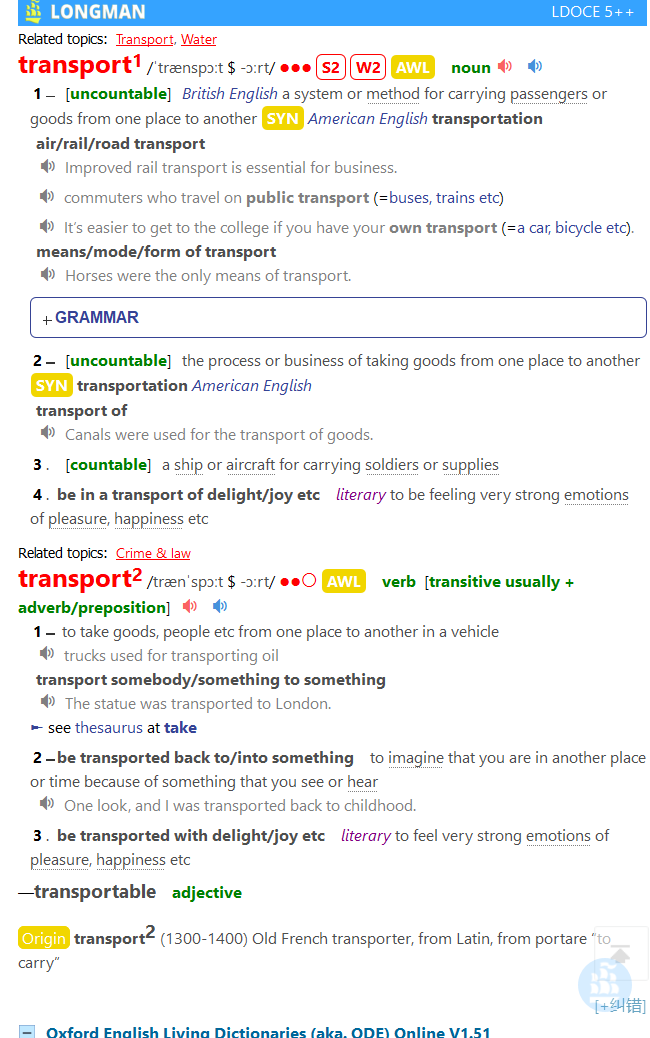 LONGMAN LDOCE 5++
Related topics: Transport, Water
transport1 /ˈtrænspɔːt $ -ɔːrt/ ●●● S2 W2 AWL noun
1 – [uncountable] British English a system or method for carrying passengers or
goods from one place to another SYN American English transportation
air/rail/road transport
Improved rail transport is essential for business.
commuters who travel on public transport (=buses, trains etc)
It’s easier to get to the college if you have your own transport (=a car, bicycle etc).
means/mode/form of transport
Horses were the only means of transport.
+ GRAMMAR
2 – [uncountable] the process or business of taking goods from one place to another
SYN transportation American English
transport of
Canals were used for the transport of goods.
3 . [countable] a ship or aircraft for carrying soldiers or supplies
4 . be in a transport of delight/joy etc literary to be feeling very strong emotions
of pleasure, happiness etc
Related topics: Crime & law
transport2 /trænˈspɔːt $ -ɔːrt/ ●●○ AWL verb [transitive usually +
adverb/preposition]
1 – to take goods, people etc from one place to another in a vehicle
trucks used for transporting oil
transport somebody/something to something
The statue was transported to London.
► see thesaurus at take
2 – be transported back to/into something to imagine that you are in another place
or time because of something that you see or hear
One look, and I was transported back to childhood.
3 . be transported with delight/joy etc literary to feel very strong emotions of
pleasure, happiness etc
—transportable adjective
Origin transport2 (1300-1400) Old French transporter, from Latin, from portare “to
carry”
[+纠错]
Oxford English Living Dictionaries (aka. ODE) Online V1.51